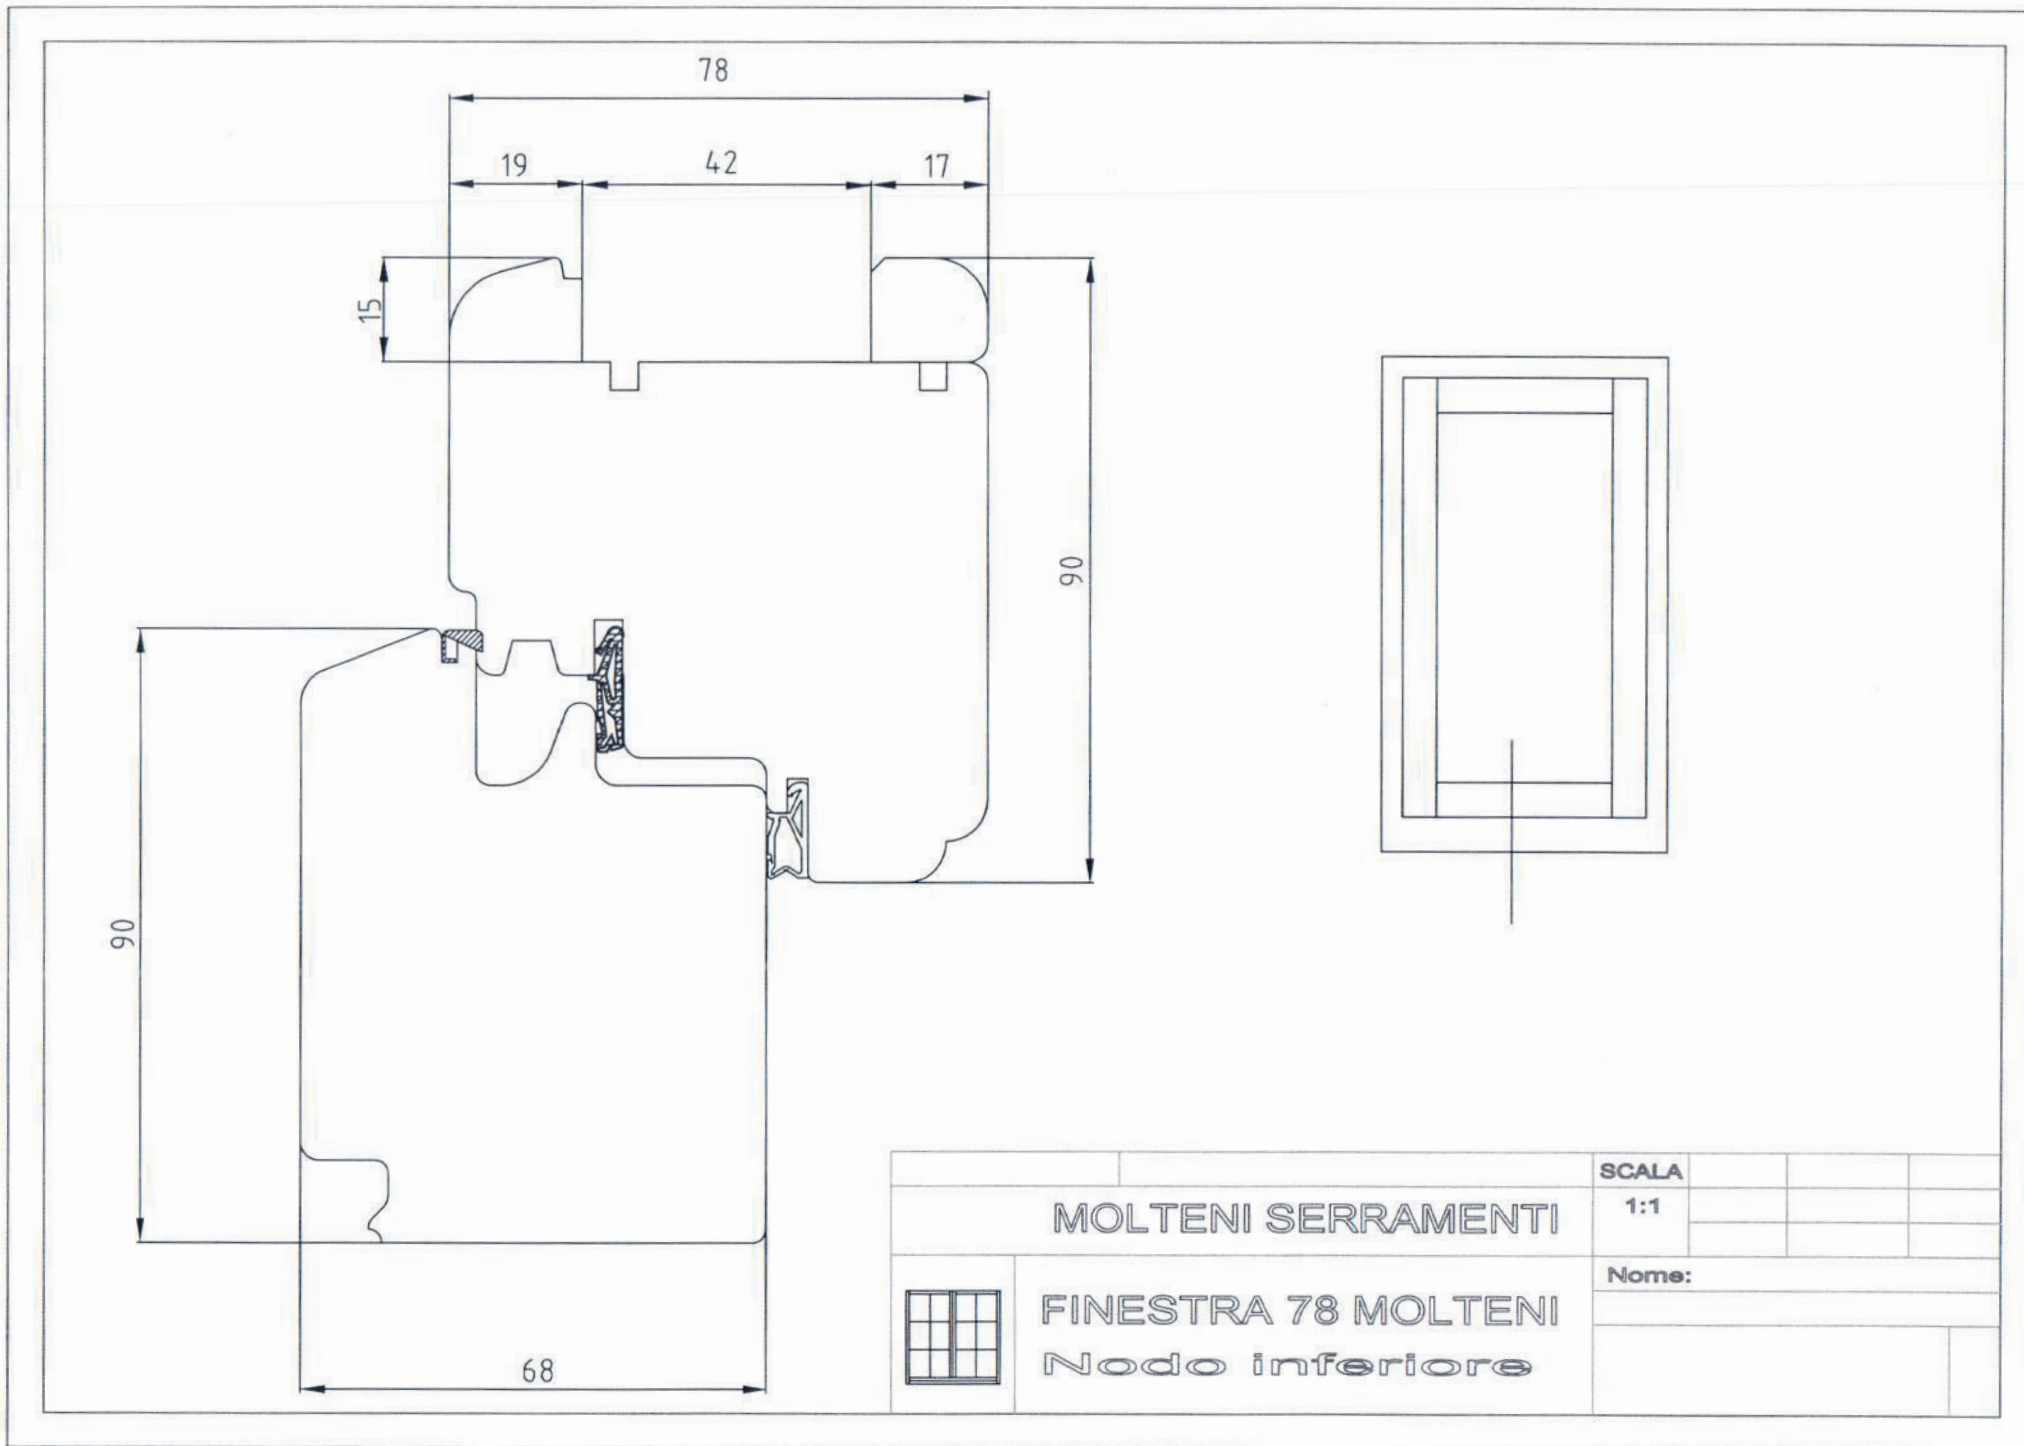 78
19
42
17
15
90
90
68
SCALA
1:1
MOLTENI SERRAMENTI
Nome:
FINESTRA 78 MOLTENI
Nodo inferiore